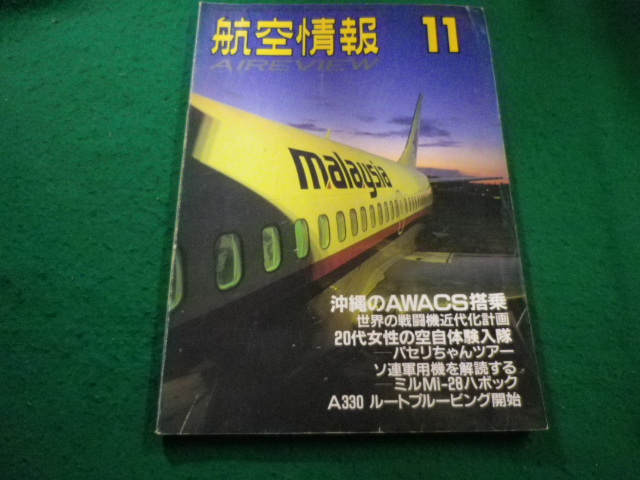 航空情報 11
AIREVIEW
malaysia
沖縄のAWACS搭乗
世界の戦闘機近代化計画
20代女性の空自体験入隊
──パセリちゃんツアー
ソ連軍用機を解読する
──ミルMi-28ハボック
A330 ルートプルービング開始